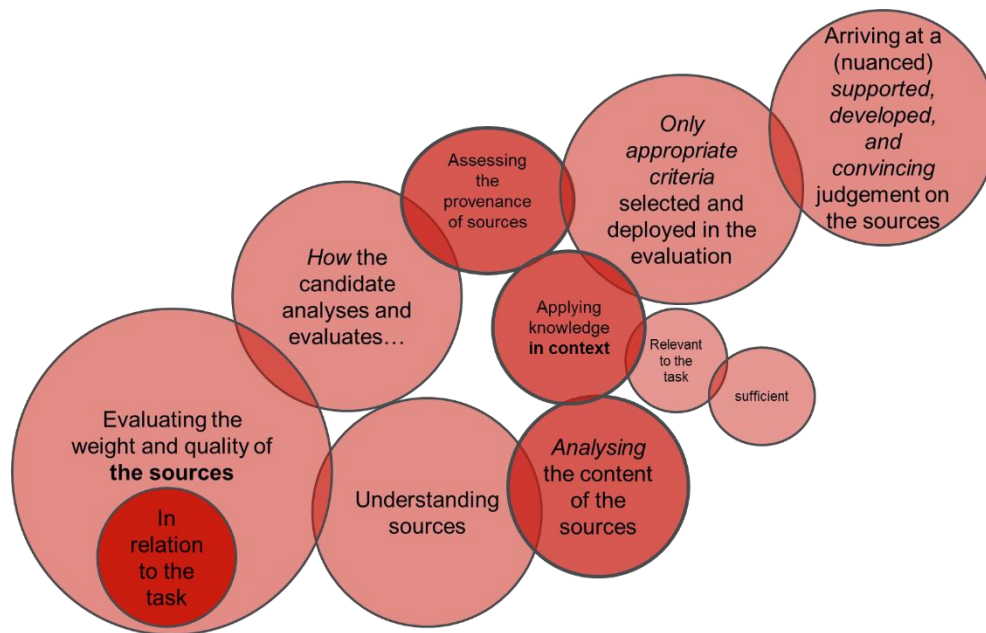 Arriving at a
(nuanced)
supported,
developed,
and
convincing
judgement on
the sources
Only
appropriate
criteria
selected and
deployed in the
evaluation
Assessing
the
provenance
of sources
How the
candidate
analyses and
evaluates…
Applying
knowledge
in context
Relevant
to the
task
sufficient
Evaluating the
weight and quality of
the sources
In
relation
to the
task
Understanding
sources
Analysing
the content
of the
sources